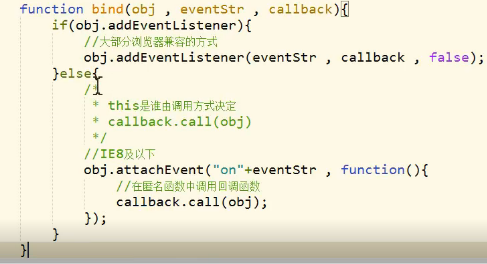 function bind(obj , eventStr , callback){
if(obj.addEventListener){
//大部分浏览器兼容的方式
obj.addEventListener(eventStr , callback , false);
}else{
/*
* this是谁由调用方式决定
* callback.call(obj)
*/
//IE8及以下
obj.attachEvent("on"+eventStr , function(){
//在匿名函数中调用回调函数
callback.call(obj);
});
}
}